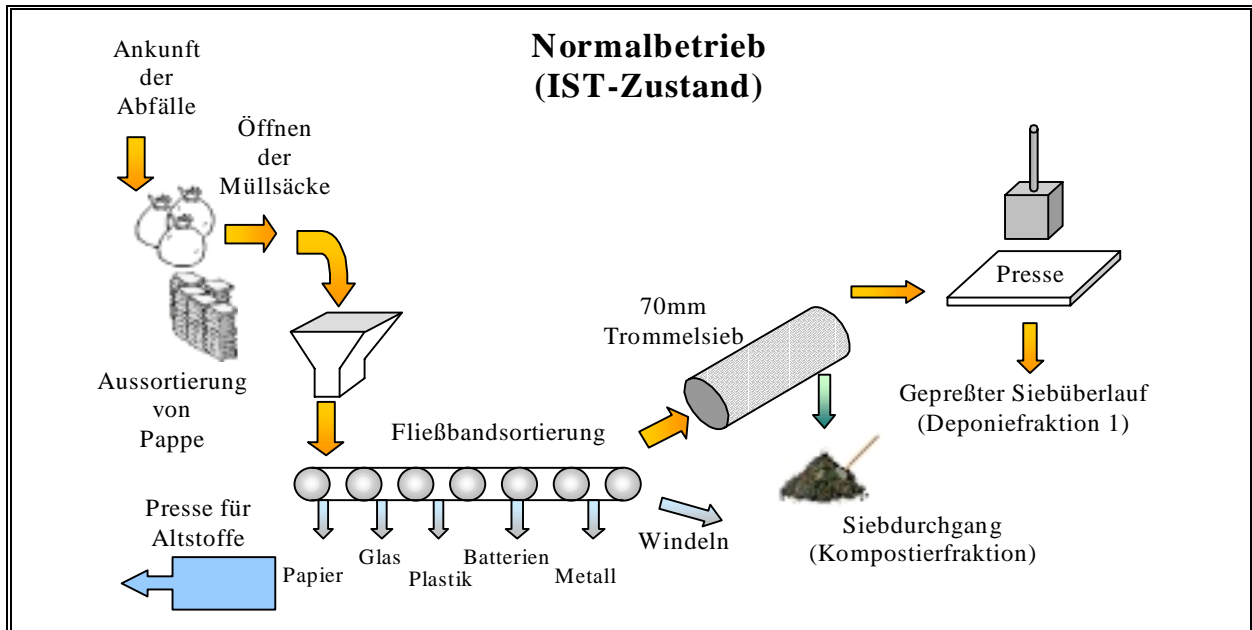 Normalbetrieb
(IST-Zustand)
Ankunft
der
Abfälle
Öffnen
der
Müllsäcke
Aussortierung
von
Pappe
Fließbandsortierung
70mm
Trommelsieb
Presse
Gepreßter Siebüberlauf
(Deponiefraktion 1)
Siebdurchgang
(Kompostierfraktion)
Windeln
Presse für
Altstoffe
Papier
Glas
Plastik
Batterien
Metall